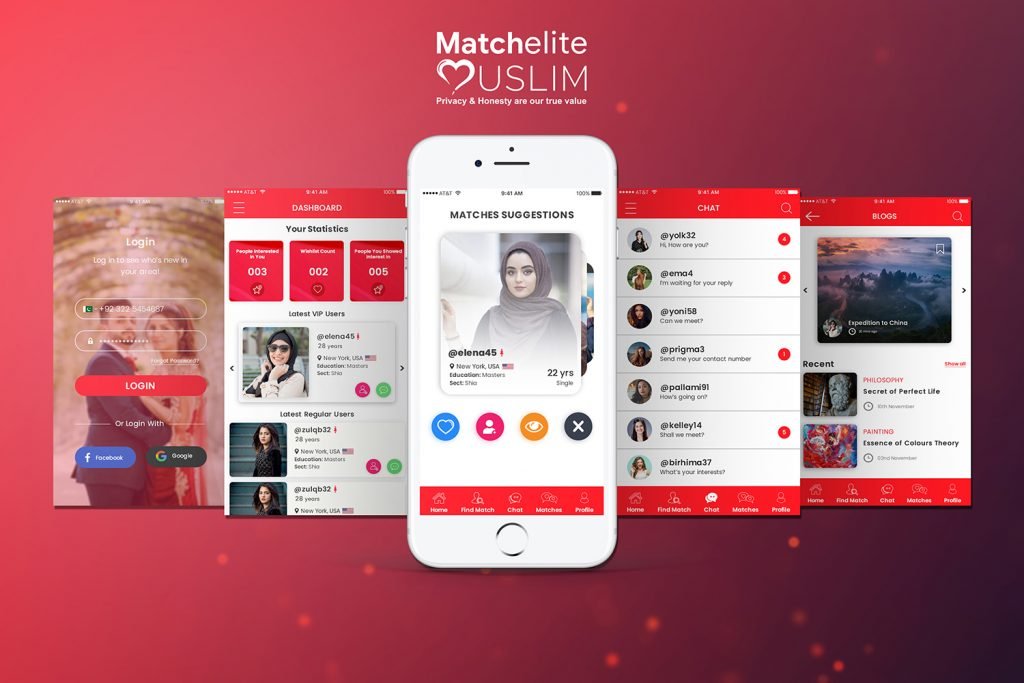 Matchelite
MUSLIM
Privacy & Honesty are our true value
9:41 AM
Login
Log in to see who's new in
your area!
+92 322 5454667
Forgot Password?
LOGIN
Or Login With
Facebook
Google
AT&T 9:41 AM 100%
DASHBOARD
Your Statistics
People Interested
in You
003
Wishlist Count
002
People You Showed
Interest in
005
Latest VIP Users
@elena45
28 years
New York, USA
Education: Masters
Sect: Shia
Latest Regular Users
@zulqb32
28 years
New York, USA
Education: Masters
Sect: Shia
@zulqb32
28 years
New York, USA
AT&T 9:41 AM 100%
MATCHES SUGGESTIONS
@elena45
New York, USA
Education: Masters
Sect: Shia
22 yrs
Single
Home Find Match Chat Matches Profile
AT&T 9:41 AM 100%
CHAT
@yolk32
Hi, How are you?
4
@ema4
I'm waiting for your reply
3
@yoni58
Can we meet?
@prigma3
Send me your contact number
1
@pallami91
How's going on?
@kelley14
Shall we meet?
6
@birhima37
What's your interests?
Home Find Match Chat Matches Profile
AT&T 9:41 AM 100%
BLOGS
Expedition to China
Recent
Show all
PHILOSOPHY
Secret of Perfect Life
10th November
PAINTING
Essence of Colours Theory
02nd November
Home Find Match Chat Matches Profile